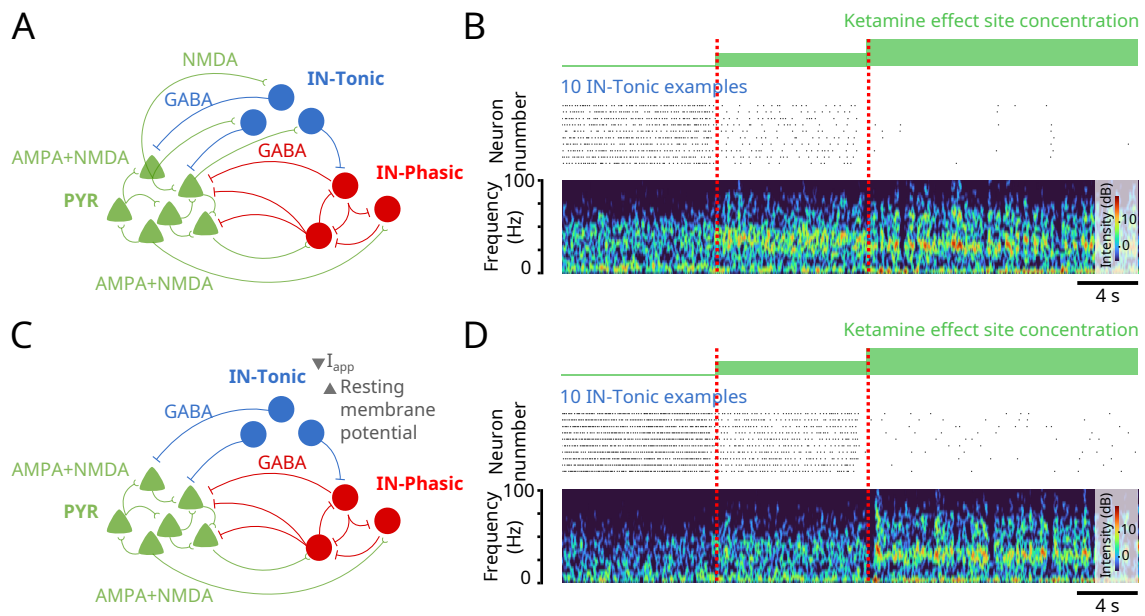 A
NMDA
IN-Tonic
GABA
AMPA+NMDA
GABA
IN-Phasic
PYR
AMPA+NMDA
B
Ketamine effect site concentration
10 IN-Tonic examples
Neuron
number
100
Frequency
(Hz)
0
Intensity (dB)
10
0
4 s
C
I_app
IN-Tonic
Resting
membrane
potential
GABA
AMPA+NMDA
GABA
IN-Phasic
PYR
AMPA+NMDA
D
Ketamine effect site concentration
10 IN-Tonic examples
Neuron
number
100
Frequency
(Hz)
0
Intensity (dB)
10
0
4 s